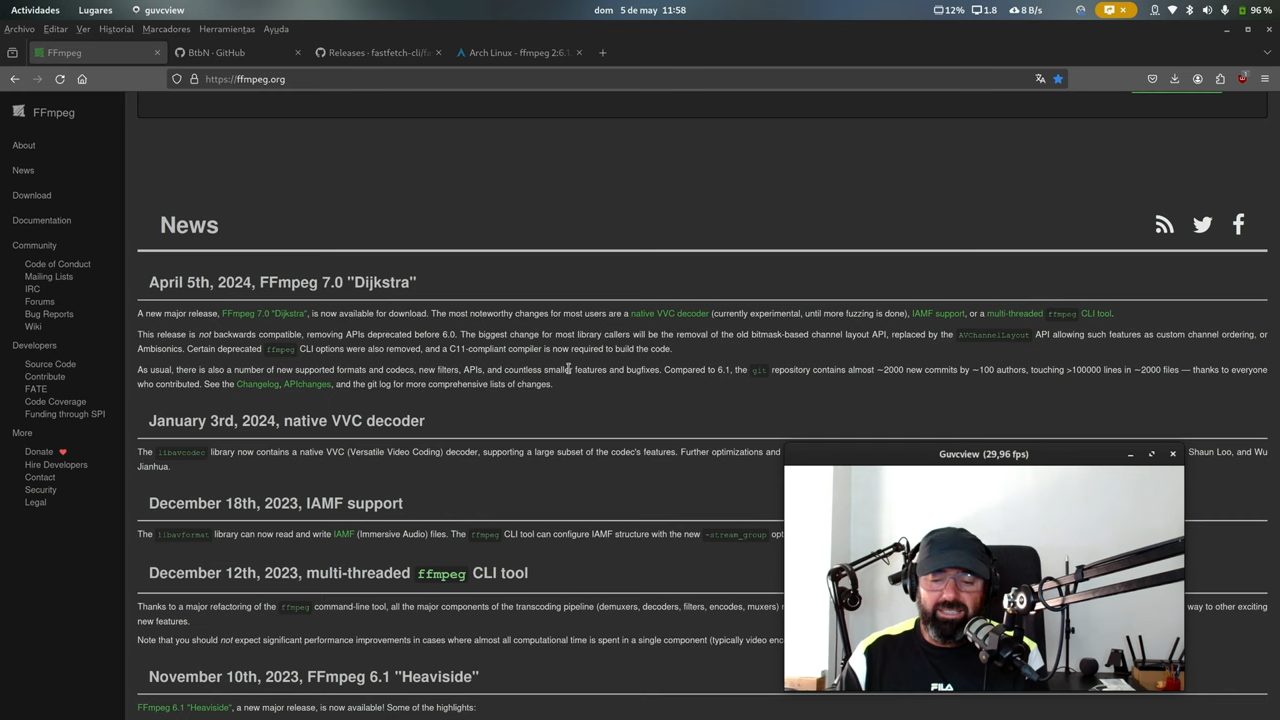 Actividades Lugares guvcview dom 5 de may 11:58 12% 1.8 8 B/s 96 %
Archivo Editar Ver Historial Marcadores Herramientas Ayuda
FFmpeg BtbN · GitHub Releases · fastfetch-cli/fa Arch Linux - ffmpeg 2:6.1
https://ffmpeg.org
FFmpeg
About
News
Download
Documentation
Community
Code of Conduct
Mailing Lists
IRC
Forums
Bug Reports
Wiki
Developers
Source Code
Contribute
FATE
Code Coverage
Funding through SPI
More
Donate
Hire Developers
Contact
Security
Legal
News
April 5th, 2024, FFmpeg 7.0 "Dijkstra"
A new major release, FFmpeg 7.0 "Dijkstra", is now available for download. The most noteworthy changes for most users are a native VVC decoder (currently experimental, until more fuzzing is done), IAMF support, or a multi-threaded ffmpeg CLI tool.
This release is not backwards compatible, removing APIs deprecated before 6.0. The biggest change for most library callers will be the removal of the old bitmask-based channel layout API, replaced by the AVChannelLayout API allowing such features as custom channel ordering, or
Ambisonics. Certain deprecated ffmpeg CLI options were also removed, and a C11-compliant compiler is now required to build the code.
As usual, there is also a number of new supported formats and codecs, new filters, APIs, and countless smaller features and bugfixes. Compared to 6.1, the git repository contains almost ~2000 new commits by ~100 authors, touching >100000 lines in ~2000 files — thanks to everyone
who contributed. See the Changelog, APIchanges, and the git log for more comprehensive lists of changes.
January 3rd, 2024, native VVC decoder
The libavcodec library now contains a native VVC (Versatile Video Coding) decoder, supporting a large subset of the codec's features. Further optimizations and Shaun Loo, and Wu
Jianhua.
December 18th, 2023, IAMF support
The libavformat library can now read and write IAMF (Immersive Audio) files. The ffmpeg CLI tool can configure IAMF structure with the new -stream_group opt
December 12th, 2023, multi-threaded ffmpeg CLI tool
Thanks to a major refactoring of the ffmpeg command-line tool, all the major components of the transcoding pipeline (demuxers, decoders, filters, encodes, muxers) r way to other exciting
new features.
Note that you should not expect significant performance improvements in cases where almost all computational time is spent in a single component (typically video enc
November 10th, 2023, FFmpeg 6.1 "Heaviside"
FFmpeg 6.1 "Heaviside", a new major release, is now available! Some of the highlights:
Guvcview (29,96 fps)
FILA